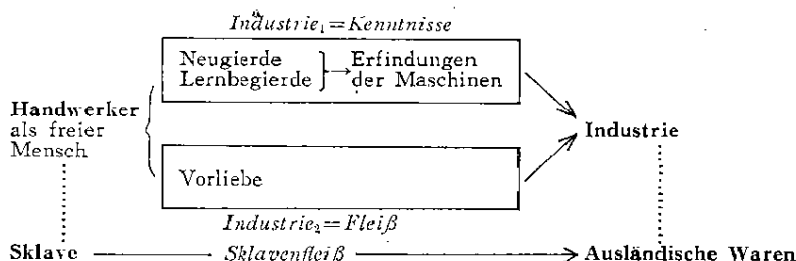 Industrie₁=Kenntnisse
Neugierde
Lernbegierde
Erfindungen
der Maschinen
Handwerker
als freier
Mensch
Industrie
Vorliebe
Industrie₂=Fleiß
Sklave
Sklavenfleiß
Ausländische Waren